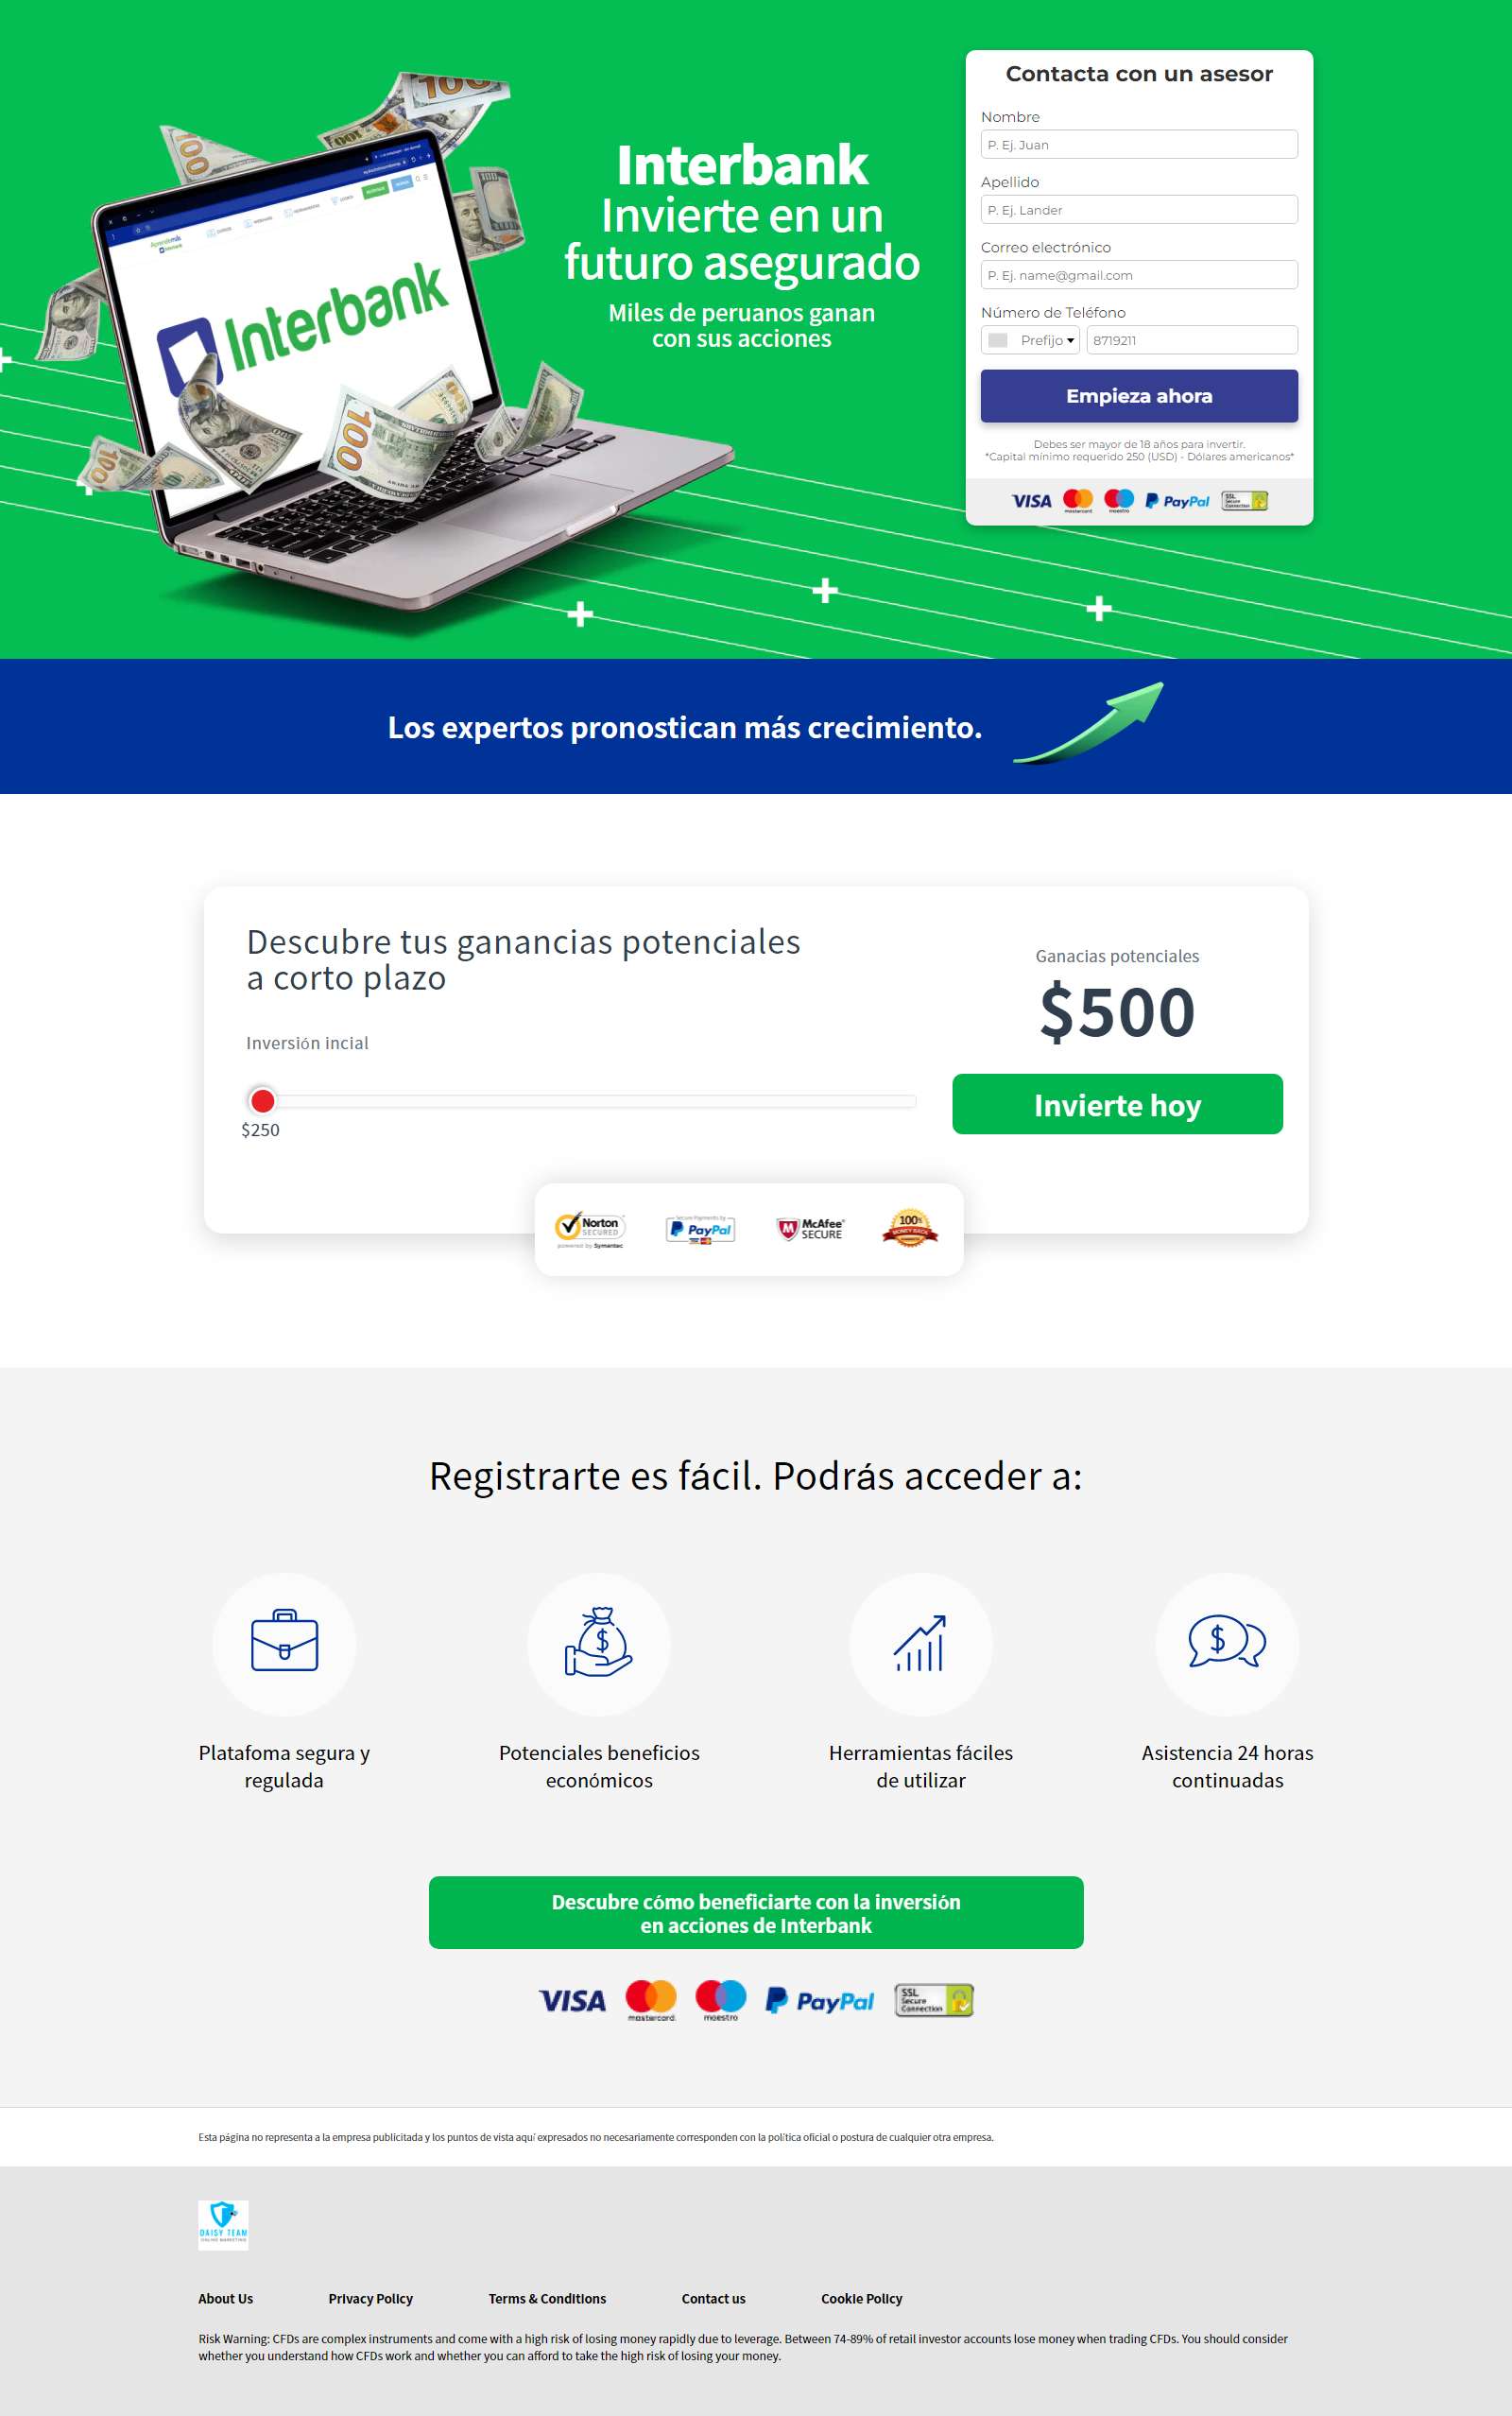 Interbank
Interbank
Invierte en un
futuro asegurado
Miles de peruanos ganan
con sus acciones
Contacta con un asesor
Nombre
P. Ej. Juan
Apellido
P. Ej. Lander
Correo electrónico
P. Ej. name@gmail.com
Número de Teléfono
Prefijo 8719211
Empieza ahora
Debes ser mayor de 18 años para invertir.
*Capital mínimo requerido 250 (USD) - Dólares americanos*
VISA mastercard maestro PayPal SSL Secure Connection
Los expertos pronostican más crecimiento.
Descubre tus ganancias potenciales
a corto plazo
Inversión incial
$250
Ganacias potenciales
$500
Invierte hoy
Norton SECURED powered by Symantec
Secure Payments by PayPal
McAfee SECURE
100% MONEY BACK
Registrarte es fácil. Podrás acceder a:
Platafoma segura y
regulada
Potenciales beneficios
económicos
Herramientas fáciles
de utilizar
Asistencia 24 horas
continuadas
Descubre cómo beneficiarte con la inversión
en acciones de Interbank
VISA mastercard maestro PayPal SSL Secure Connection
Esta página no representa a la empresa publicitada y los puntos de vista aquí expresados no necesariamente corresponden con la política oficial o postura de cualquier otra empresa.
DAISY TEAM
ONLINE MARKETING
About Us Privacy Policy Terms & Conditions Contact us Cookie Policy
Risk Warning: CFDs are complex instruments and come with a high risk of losing money rapidly due to leverage. Between 74-89% of retail investor accounts lose money when trading CFDs. You should consider
whether you understand how CFDs work and whether you can afford to take the high risk of losing your money.